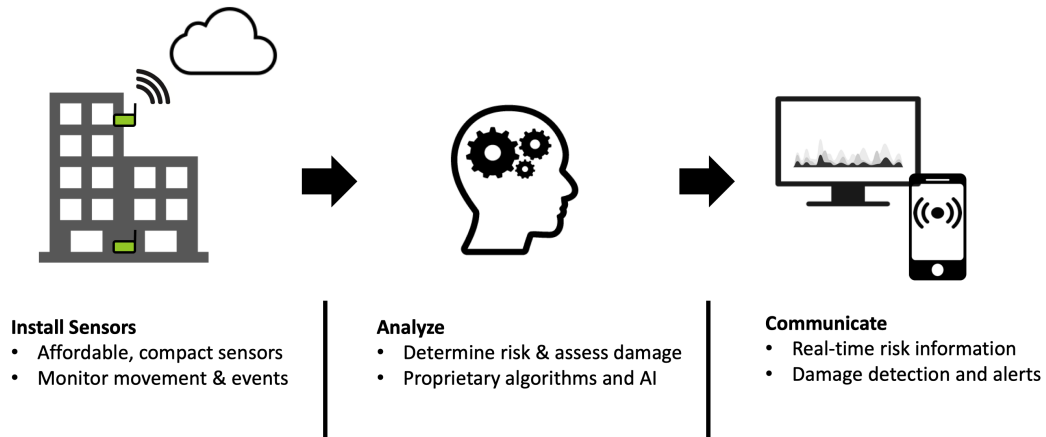 Install Sensors
• Affordable, compact sensors
• Monitor movement & events
Analyze
• Determine risk & assess damage
• Proprietary algorithms and AI
Communicate
• Real-time risk information
• Damage detection and alerts